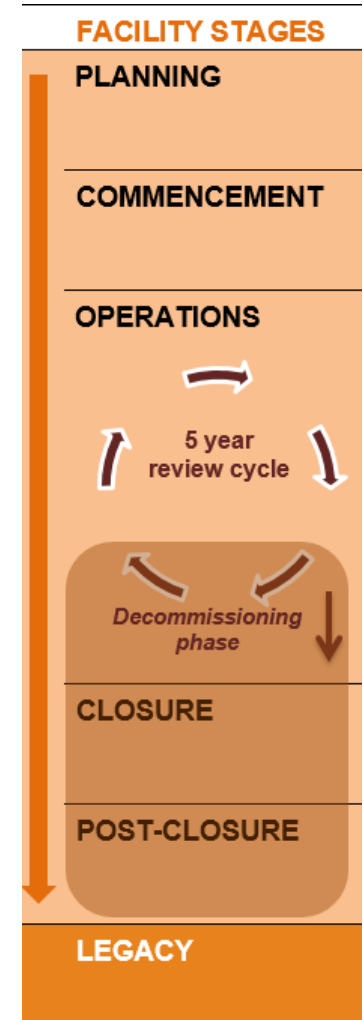 FACILITY STAGES
PLANNING
COMMENCEMENT
OPERATIONS
5 year
review cycle
Decommissioning
phase
CLOSURE
POST-CLOSURE
LEGACY